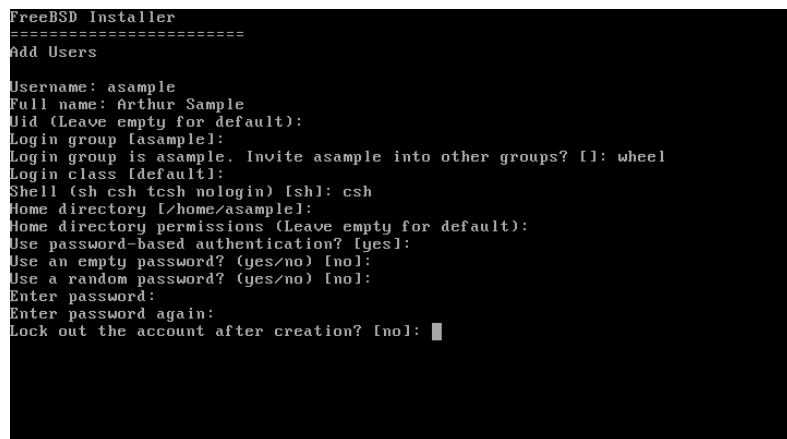 FreeBSD Installer
========================
Add Users
Username: asample
Full name: Arthur Sample
Uid (Leave empty for default):
Login group [asample]:
Login group is asample. Invite asample into other groups? []: wheel
Login class [default]:
Shell (sh csh tcsh nologin) [sh]: csh
Home directory [/home/asample]:
Home directory permissions (Leave empty for default):
Use password-based authentication? [yes]:
Use an empty password? (yes/no) [no]:
Use a random password? (yes/no) [no]:
Enter password:
Enter password again:
Lock out the account after creation? [no]: